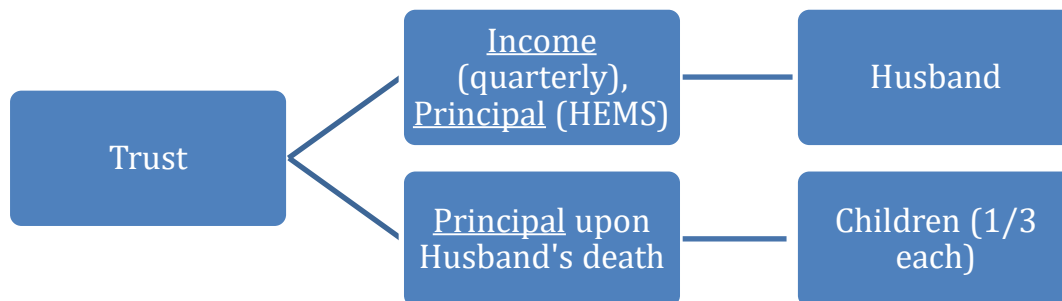 Trust
Income
(quarterly),
Principal (HEMS)
Husband
Principal upon
Husband's death
Children (1/3
each)